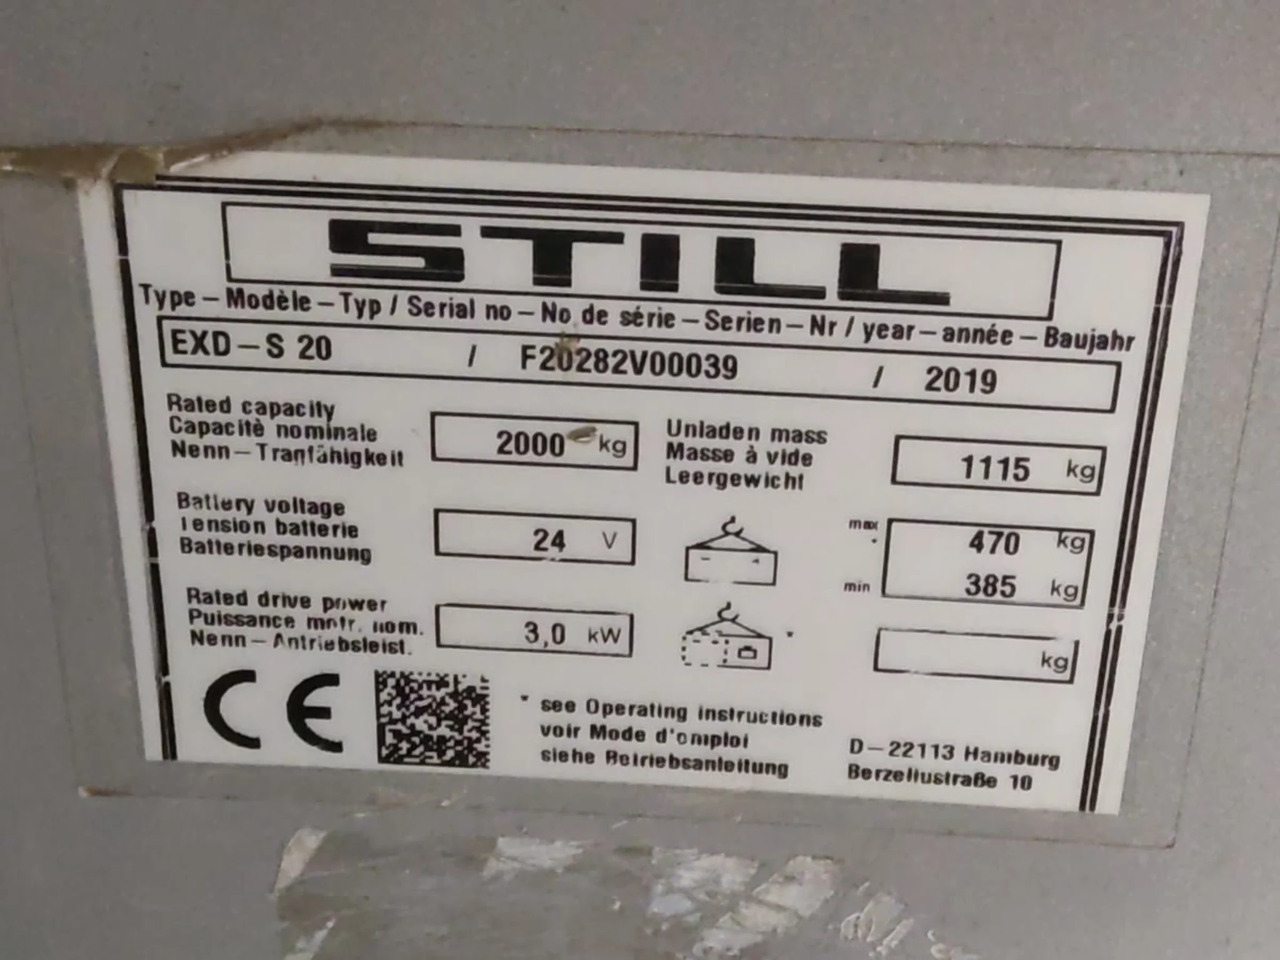 STILL
Type – Modèle – Typ / Serial no – No de série – Serien – Nr / year – année – Baujahr
EXD – S 20 / F20282V00039 / 2019
Rated capacity
Capacitè nominale
Nenn – Tranfähigkeit
2000 kg
Unladen mass
Masse à vide
Leergewicht
1115 kg
Battery voltage
Tension batterie
Batteriespannung
24 V
max
*
470 kg
min
385 kg
Rated drive power
Puissance motr. nom.
Nenn – Antriebsleist.
3,0 kW
*
kg
CE
* see Operating instructions
voir Mode d'emploi
siehe Betriebsanleitung
D – 22113 Hamburg
Berzeliustraße 10